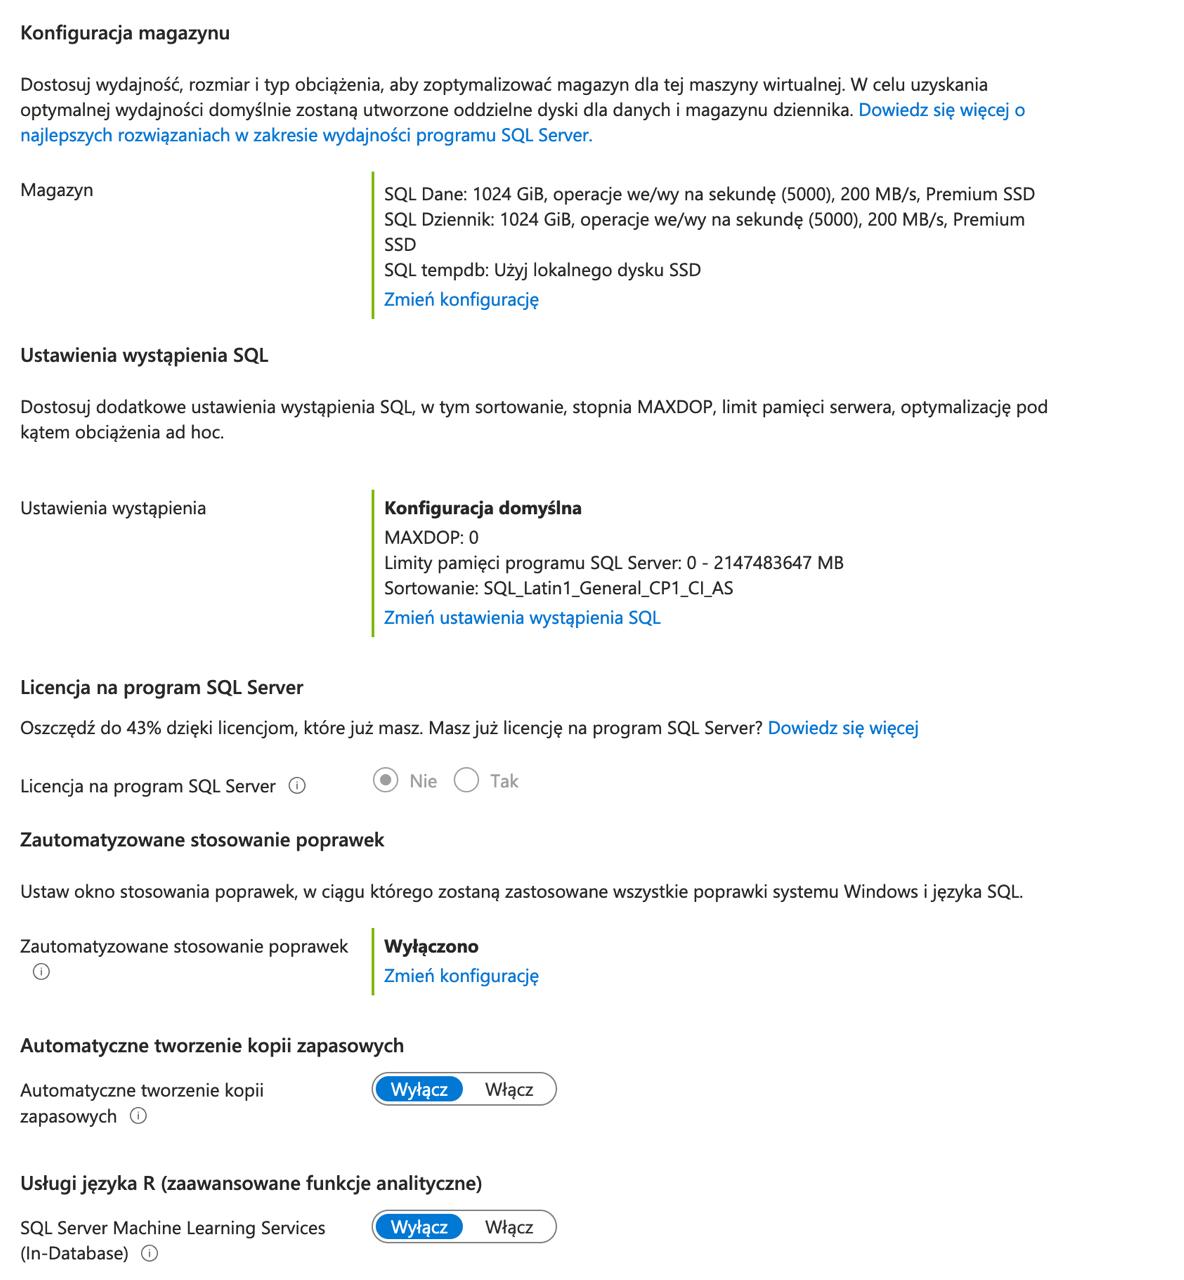 Konfiguracja magazynu
Dostosuj wydajność, rozmiar i typ obciążenia, aby zoptymalizować magazyn dla tej maszyny wirtualnej. W celu uzyskania
optymalnej wydajności domyślnie zostaną utworzone oddzielne dyski dla danych i magazynu dziennika. Dowiedz się więcej o
najlepszych rozwiązaniach w zakresie wydajności programu SQL Server.
Magazyn
SQL Dane: 1024 GiB, operacje we/wy na sekundę (5000), 200 MB/s, Premium SSD
SQL Dziennik: 1024 GiB, operacje we/wy na sekundę (5000), 200 MB/s, Premium
SSD
SQL tempdb: Użyj lokalnego dysku SSD
Zmień konfigurację
Ustawienia wystąpienia SQL
Dostosuj dodatkowe ustawienia wystąpienia SQL, w tym sortowanie, stopnia MAXDOP, limit pamięci serwera, optymalizację pod
kątem obciążenia ad hoc.
Ustawienia wystąpienia
Konfiguracja domyślna
MAXDOP: 0
Limity pamięci programu SQL Server: 0 - 2147483647 MB
Sortowanie: SQL_Latin1_General_CP1_CI_AS
Zmień ustawienia wystąpienia SQL
Licencja na program SQL Server
Oszczędź do 43% dzięki licencjom, które już masz. Masz już licencję na program SQL Server? Dowiedz się więcej
Licencja na program SQL Server
Nie Tak
Zautomatyzowane stosowanie poprawek
Ustaw okno stosowania poprawek, w ciągu którego zostaną zastosowane wszystkie poprawki systemu Windows i języka SQL.
Zautomatyzowane stosowanie poprawek
Wyłączono
Zmień konfigurację
Automatyczne tworzenie kopii zapasowych
Automatyczne tworzenie kopii
zapasowych
Wyłącz Włącz
Usługi języka R (zaawansowane funkcje analityczne)
SQL Server Machine Learning Services
(In-Database)
Wyłącz Włącz